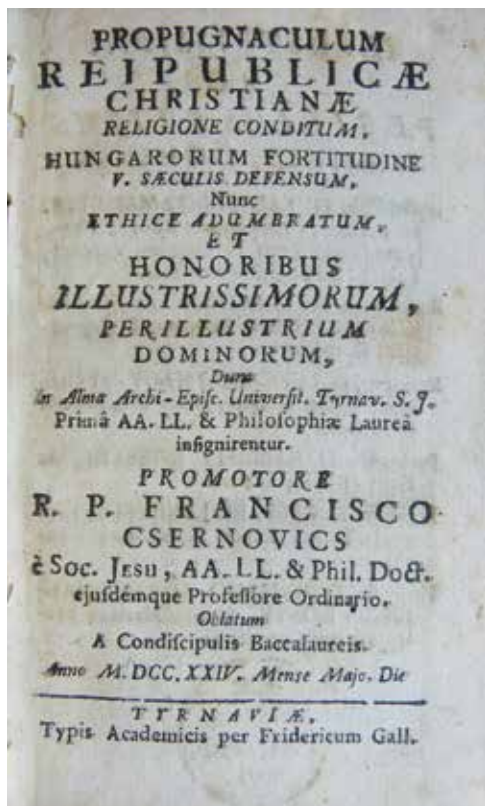 PROPUGNACULUM
REIPUBLICÆ
CHRISTIANÆ
RELIGIONE CONDITUM,
HUNGARORUM FORTITUDINE
V. SÆCULIS DEFENSUM,
Nunc
ETHICE ADUMBRATUM,
ET
HONORIBUS
ILLUSTRISSIMORUM,
PERILLUSTRIUM
DOMINORUM,
Dum
In Alma Archi-Episc. Universit. Tyrnav. S. J.
Primâ AA. LL. & Philosophiæ Laureâ
insignirentur.
PROMOTORE
R. P. FRANCISCO
CSERNOVICS
è Soc. Jesu, AA. LL. & Phil. Doct.
ejusdémque Professore Ordinario.
Oblatum
A Condiscipulis Baccalaureis.
Anno M. DCC. XXIV. Mense Majo. Die
TYRNAVIÆ,
Typis Academicis per Fridericum Gall.